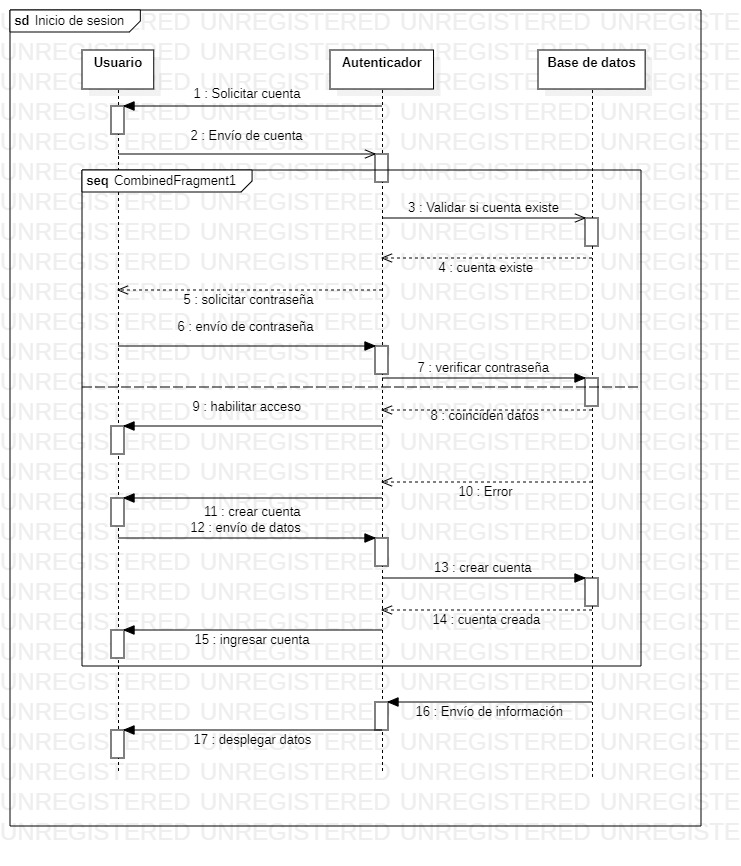 sd Inicio de sesion
Usuario
Autenticador
Base de datos
1 : Solicitar cuenta
2 : Envío de cuenta
seq CombinedFragment1
3 : Validar si cuenta existe
4 : cuenta existe
5 : solicitar contraseña
6 : envío de contraseña
7 : verificar contraseña
9 : habilitar acceso
8 : coinciden datos
10 : Error
11 : crear cuenta
12 : envío de datos
13 : crear cuenta
14 : cuenta creada
15 : ingresar cuenta
16 : Envío de información
17 : desplegar datos
UNREGISTERED